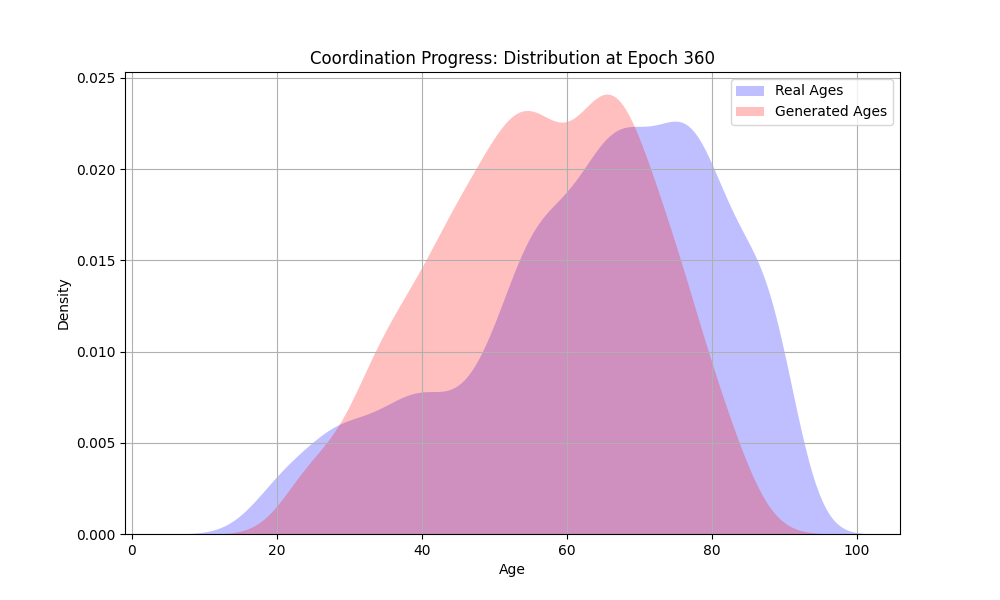 Coordination Progress: Distribution at Epoch 360
Real Ages
Generated Ages
0.025
0.020
0.015
0.010
0.005
0.000
Density
0
20
40
60
80
100
Age